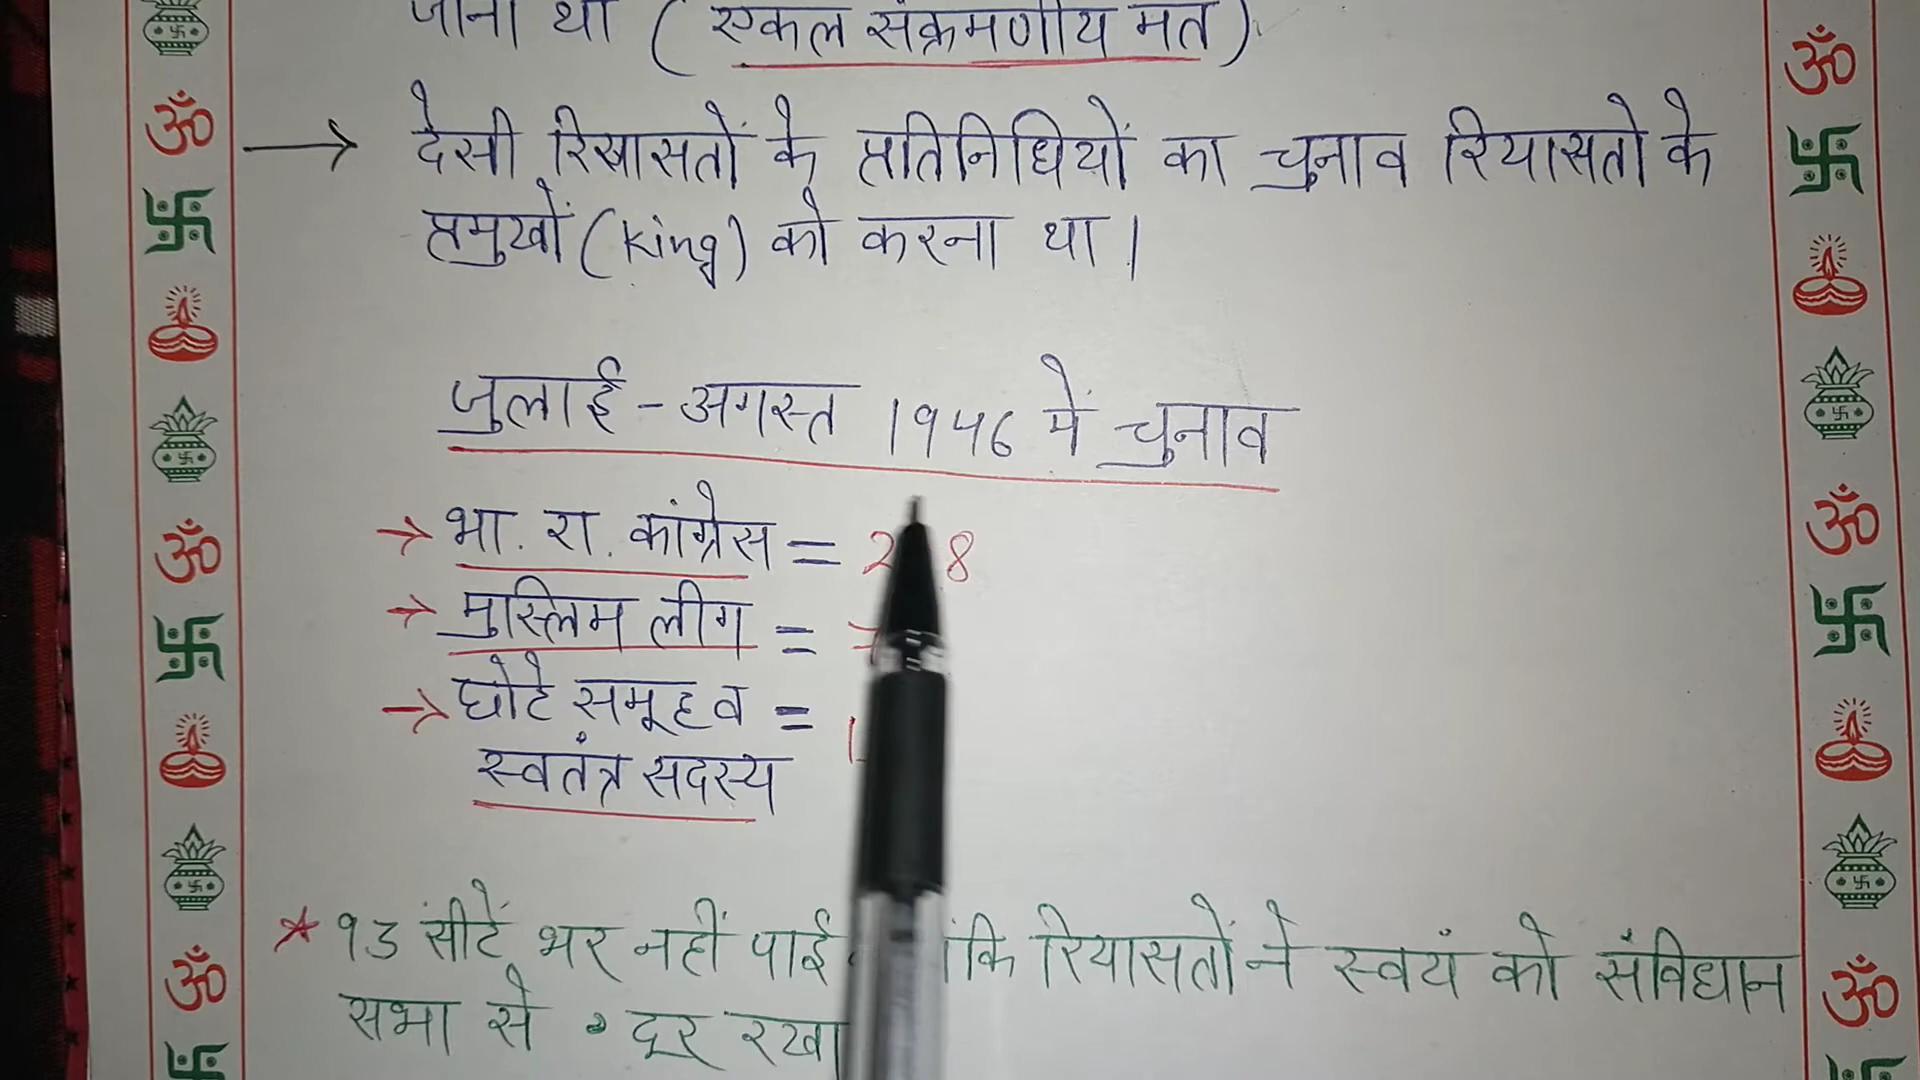 जाना था ( एकल संक्रमणीय मत )
→ देसी रियासतों के प्रतिनिधियों का चुनाव रियासतो के
प्रमुखों (King) को करना था |
जुलाई - अगस्त 1946 में चुनाव
→ भा. रा. कांग्रेस =
→ मुस्लिम लीग =
→ छोटे समूह व =
स्वतंत्र सदस्य
* 93 सीटें भर नहीं पाई रियासतों ने स्वयं को संविधान
सभा से दूर रखा